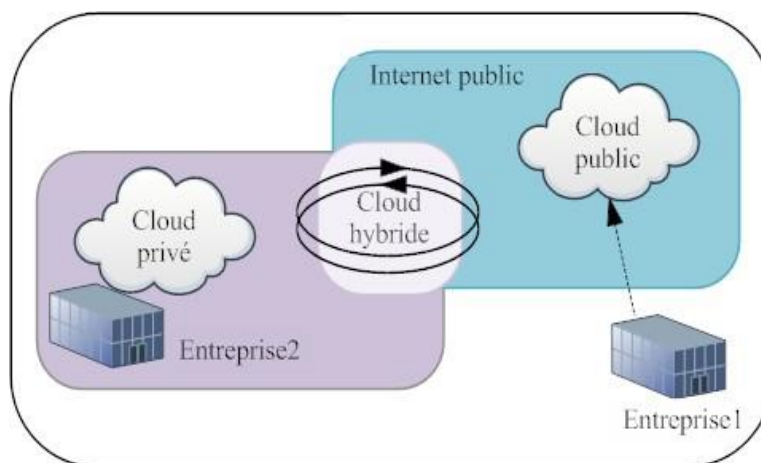 Internet public
Cloud
public
Cloud
privé
Cloud
hybride
Entreprise2
Entreprise1